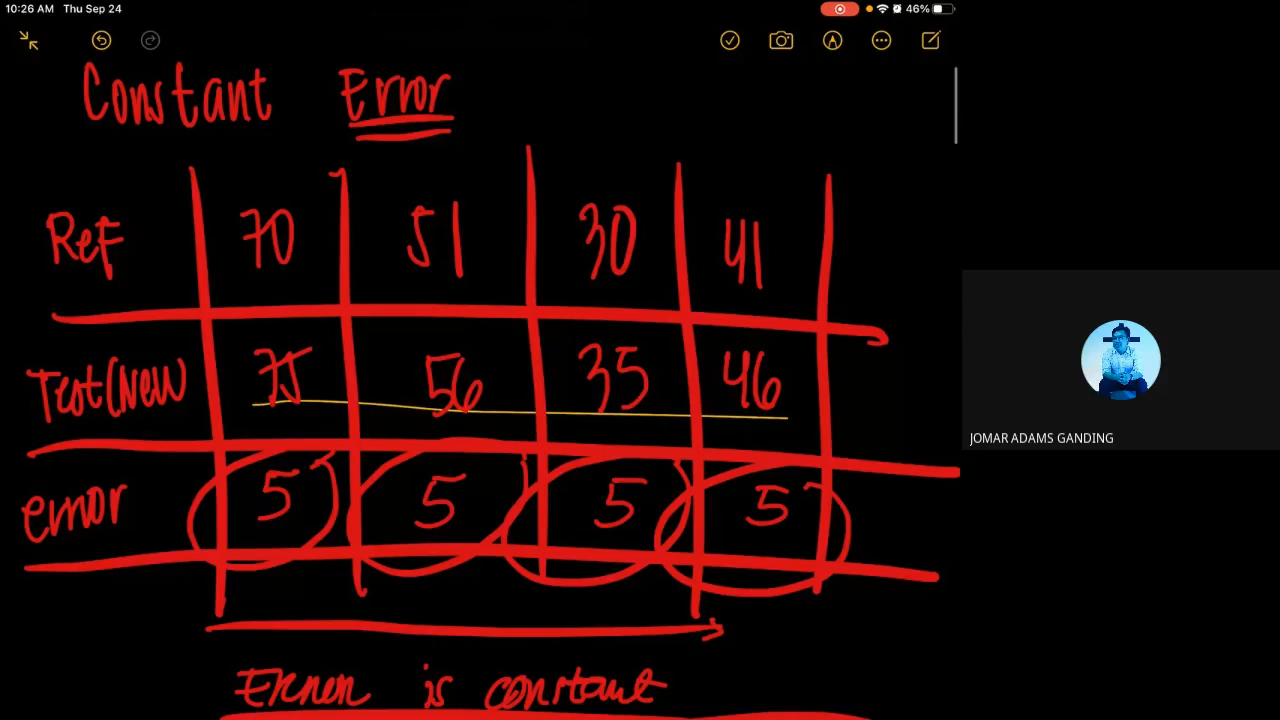 10:26 AM Thu Sep 24
46%
Constant Error
Ref 70 51 30 41
Test(New 75 56 35 46
error 5 5 5 5
Error is constant
JOMAR ADAMS GANDING